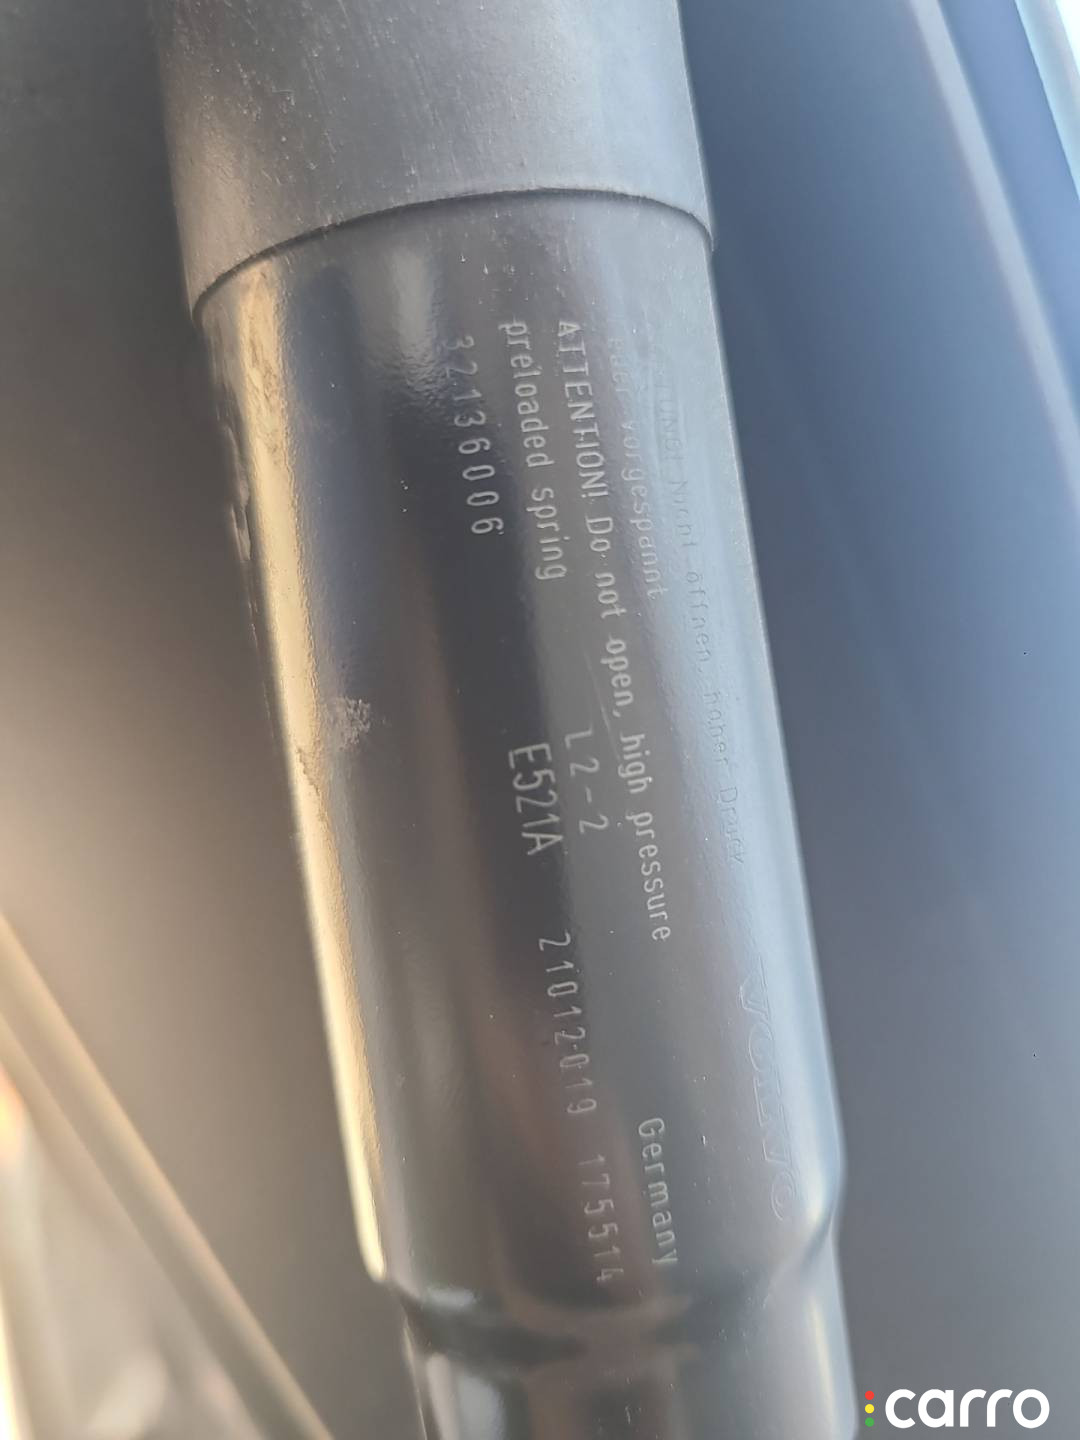 Nicht öffnen, hoher Druck
vorgespannt
ATTENTION! Do not open, high pressure
preloaded spring
32136006
VOLVO
Germany
L2-2
E521A
21012019 175514
carro